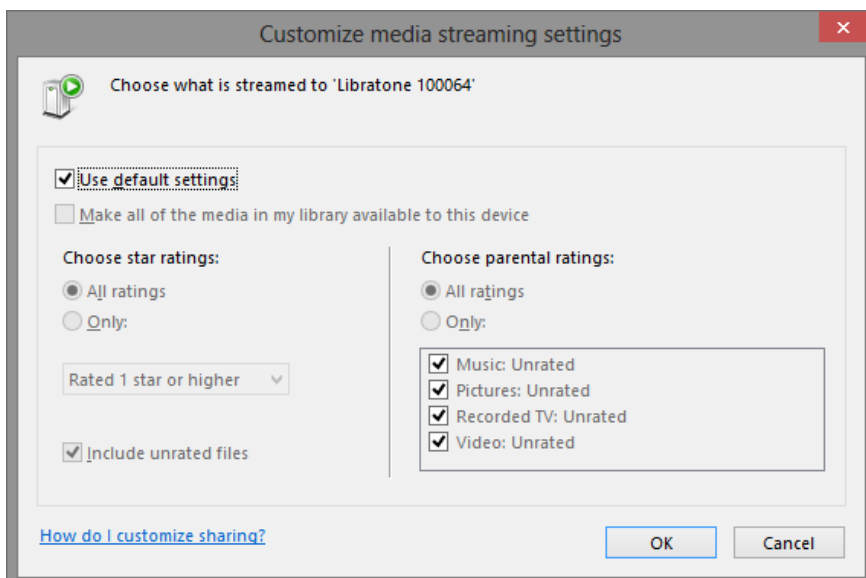 Customize media streaming settings
Choose what is streamed to 'Libratone 100064'
Use default settings
Make all of the media in my library available to this device
Choose star ratings:
All ratings
Only:
Rated 1 star or higher
Include unrated files
Choose parental ratings:
All ratings
Only:
Music: Unrated
Pictures: Unrated
Recorded TV: Unrated
Video: Unrated
How do I customize sharing?
OK
Cancel